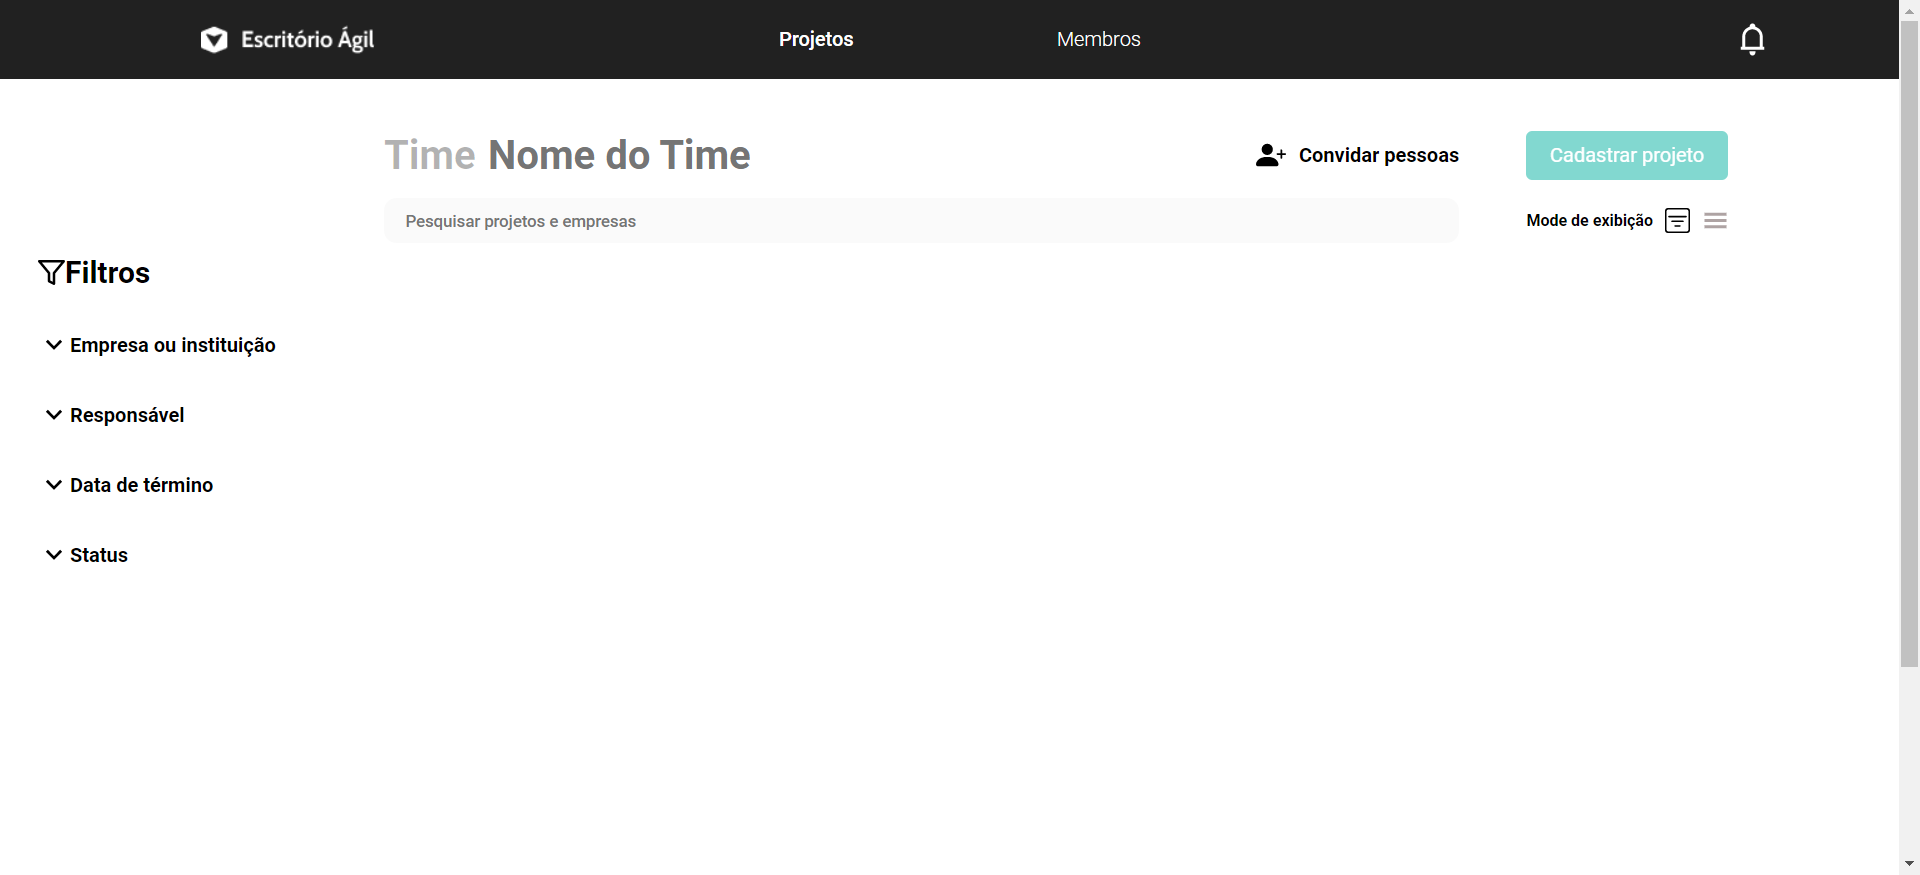 Escritório Ágil
Projetos
Membros
Time Nome do Time
Convidar pessoas
Cadastrar projeto
Pesquisar projetos e empresas
Mode de exibição
Filtros
Empresa ou instituição
Responsável
Data de término
Status